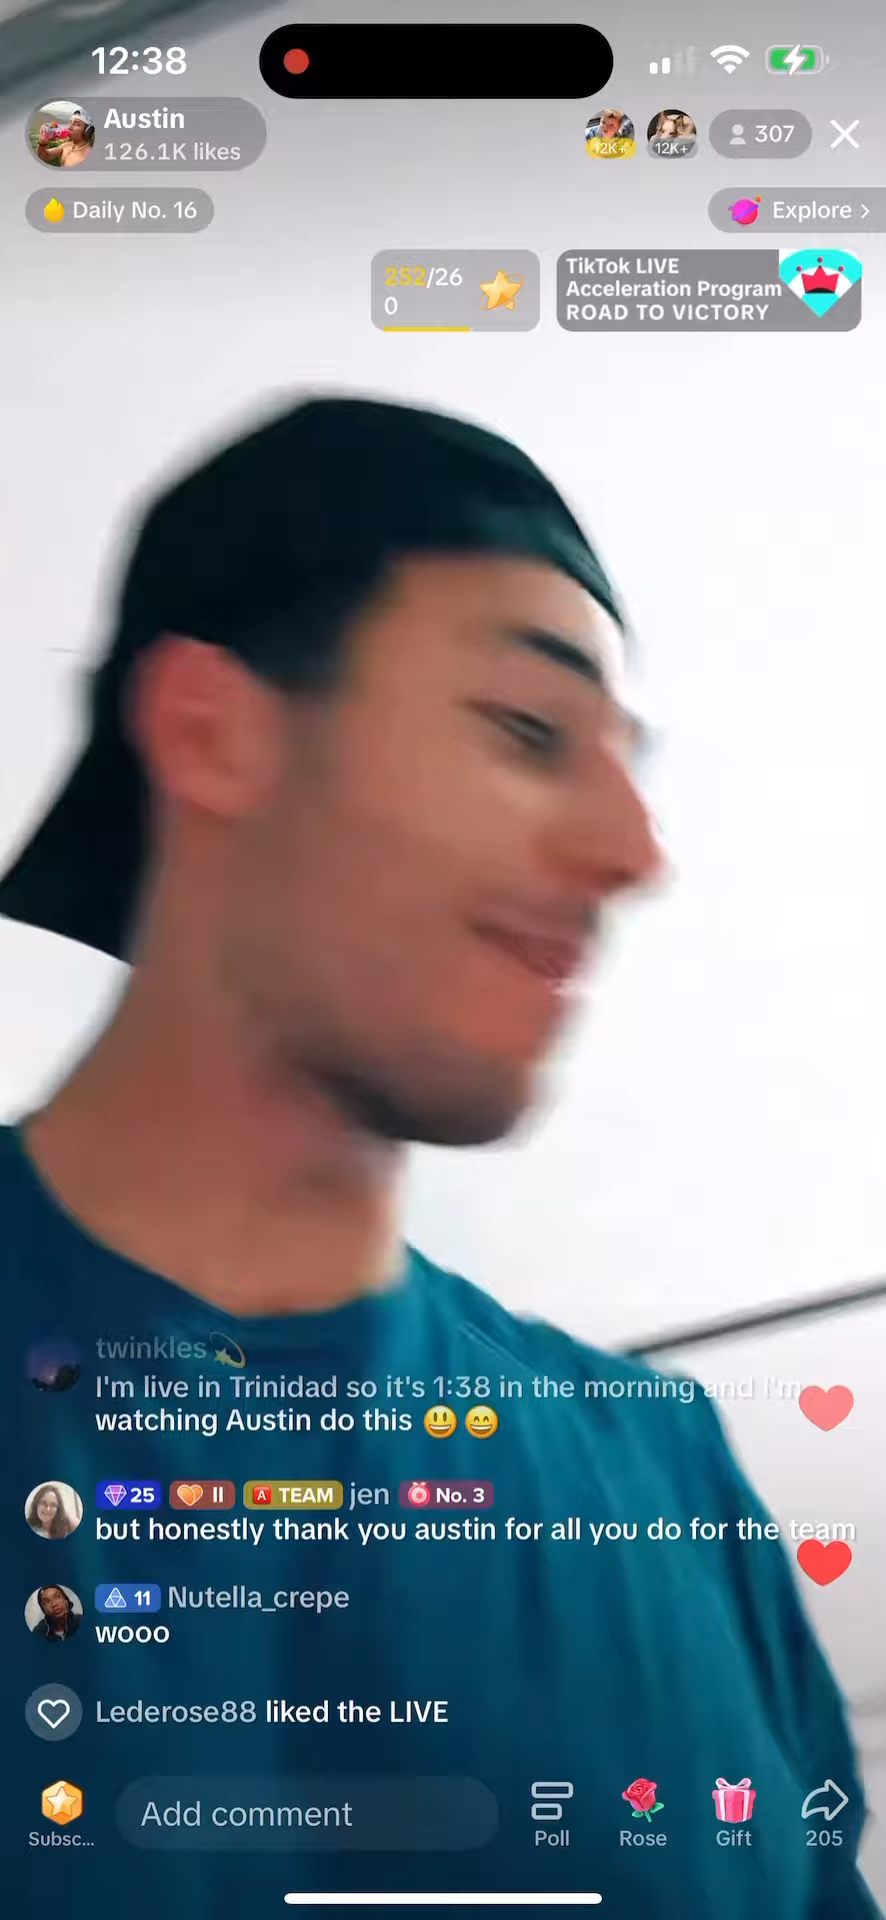 12:38
Austin
126.1K likes
12K+
12K+
307
Daily No. 16
Explore >
252/26
0
TikTok LIVE
Acceleration Program
ROAD TO VICTORY
twinkles💫
I'm live in Trinidad so it's 1:38 in the morning and I'm
watching Austin do this 😃 😄
25 II A TEAM jen No. 3
but honestly thank you austin for all you do for the team
11 Nutella_crepe
wooo
Lederose88 liked the LIVE
Add comment
Subsc...
Poll
Rose
Gift
205